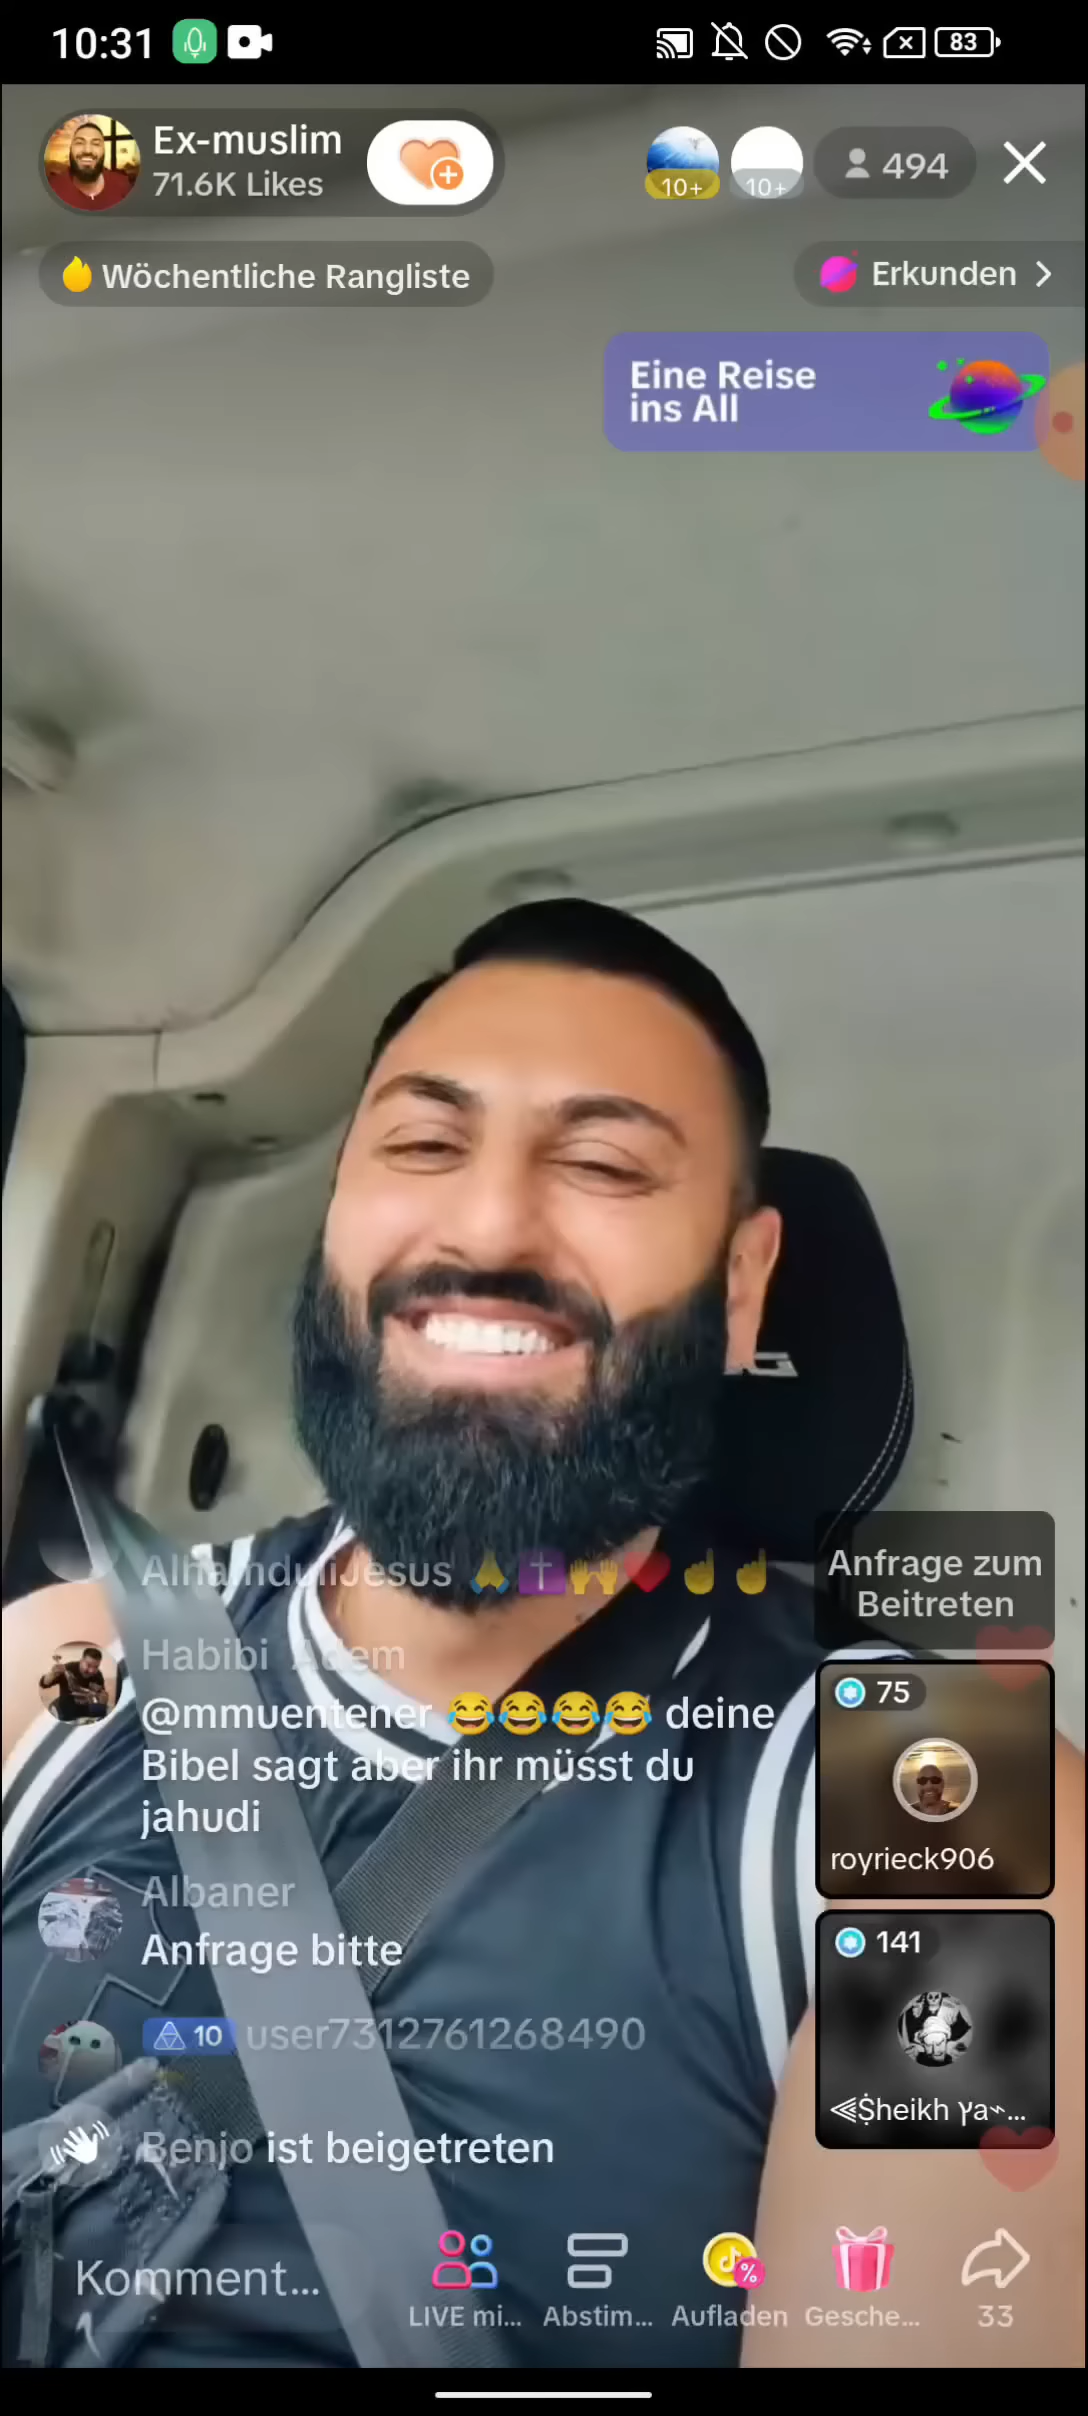 10:31
83
Ex-muslim
71.6K Likes
10+
10+
494
Wöchentliche Rangliste
Erkunden
Eine Reise
ins All
AlhamduliJesus 🙏✝️🙌❤️☝️☝️
Anfrage zum
Beitreten
Habibi Adem
@mmuentener 😂😂😂😂 deine
Bibel sagt aber ihr müsst du
jahudi
75
royrieck906
Albaner
Anfrage bitte
141
10 user7312761268490
Benjo ist beigetreten
Komment...
LIVE mi...
Abstim...
Aufladen
Gesche...
33